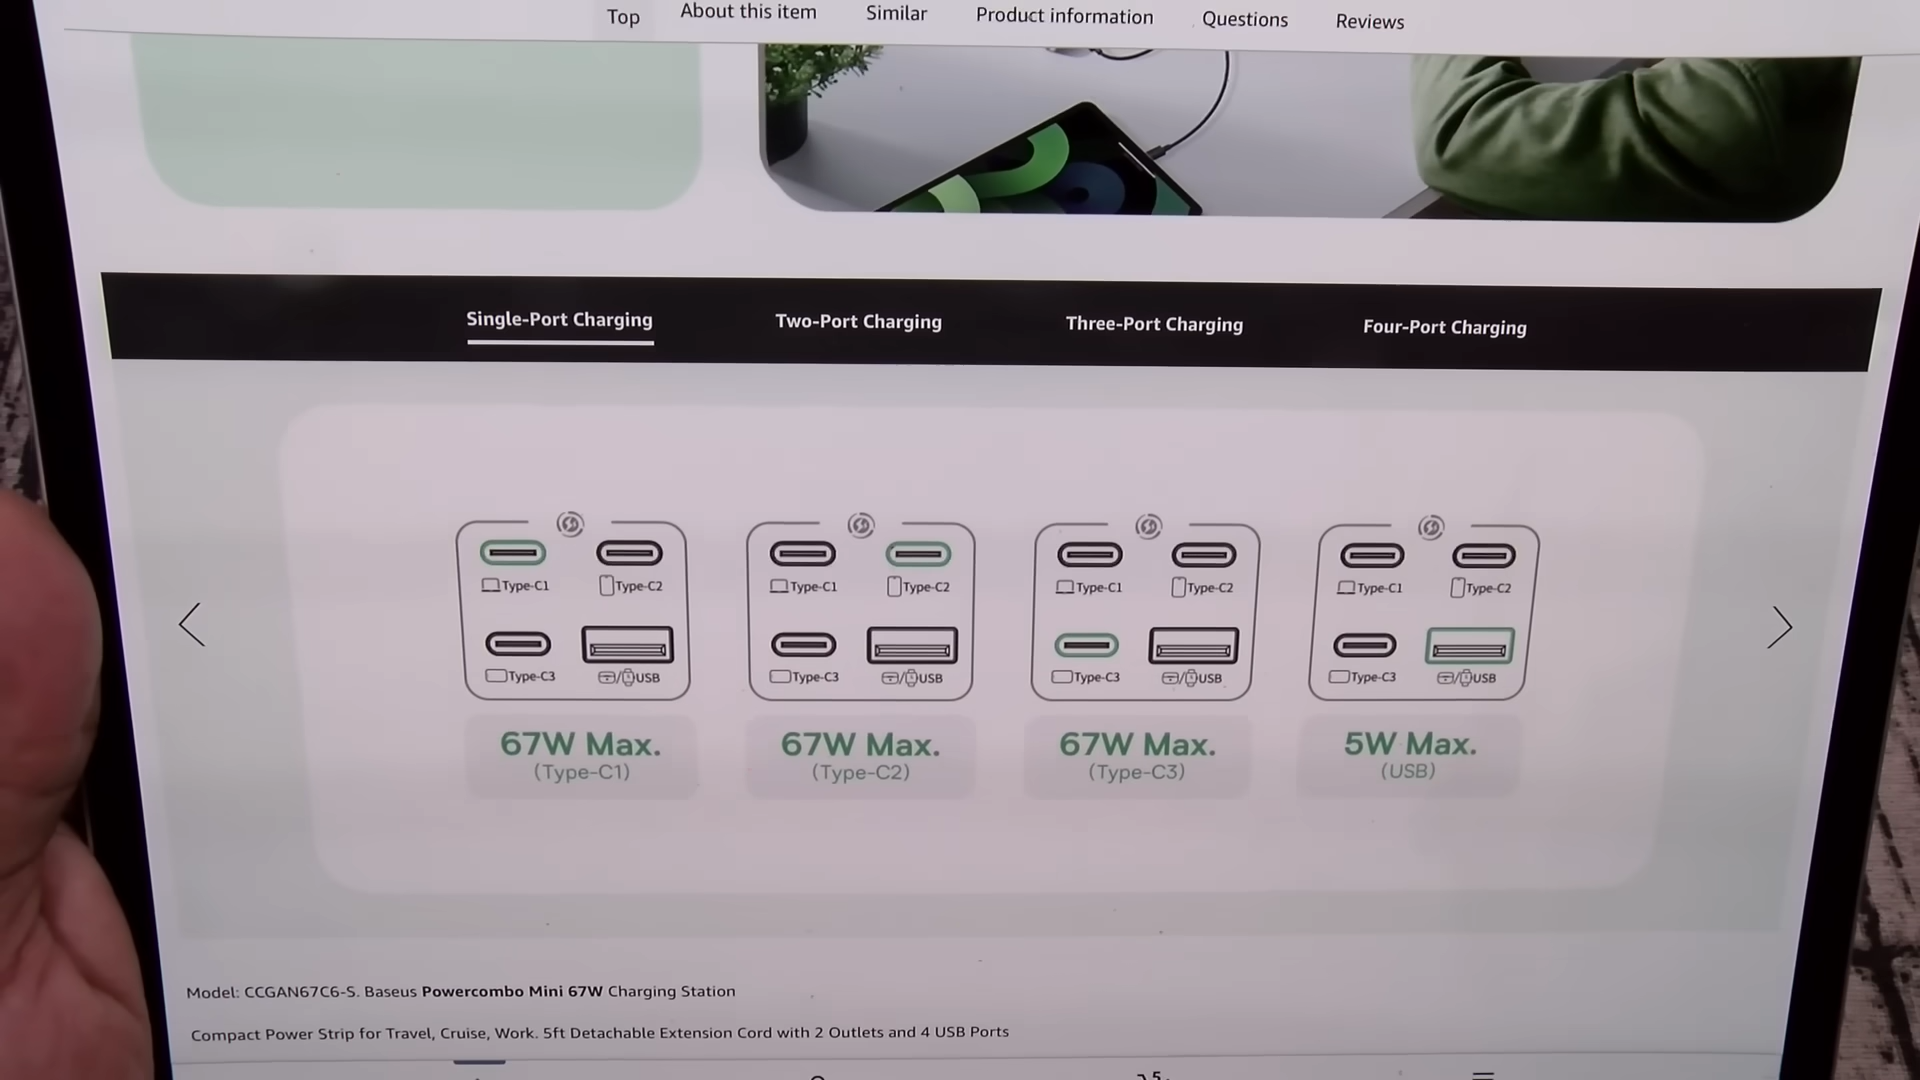 Top About this item Similar Product information Questions Reviews
Single-Port Charging Two-Port Charging Three-Port Charging Four-Port Charging
Type-C1 Type-C2 Type-C1 Type-C2 Type-C1 Type-C2 Type-C1 Type-C2
Type-C3 /USB Type-C3 /USB Type-C3 /USB Type-C3 /USB
67W Max. 67W Max. 67W Max. 5W Max.
(Type-C1) (Type-C2) (Type-C3) (USB)
Model: CCGAN67C6-S. Baseus Powercombo Mini 67W Charging Station
Compact Power Strip for Travel, Cruise, Work. 5ft Detachable Extension Cord with 2 Outlets and 4 USB Ports